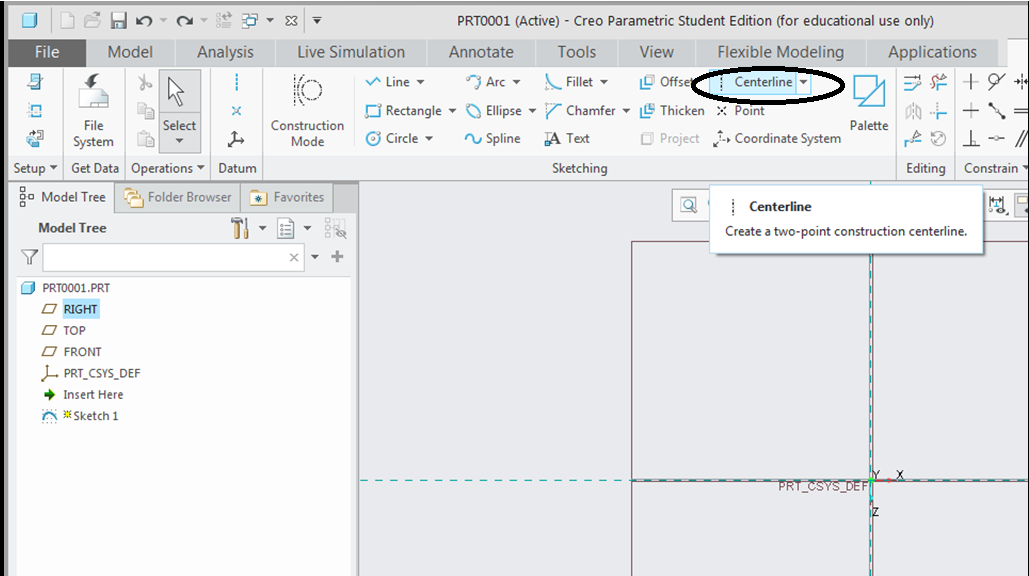 PRT0001 (Active) - Creo Parametric Student Edition (for educational use only)
File Model Analysis Live Simulation Annotate Tools View Flexible Modeling Applications
Line Arc Fillet Offset Centerline
Rectangle Ellipse Chamfer Thicken Point
Circle Spline Text Project Coordinate System
File
System
Select
Construction
Mode
Palette
Setup Get Data Operations Datum Sketching Editing Constrain
Model Tree Folder Browser Favorites
Model Tree
Centerline
Create a two-point construction centerline.
PRT0001.PRT
RIGHT
TOP
FRONT
PRT_CSYS_DEF
Insert Here
Sketch 1
Y X
PRT_CSYS_DEF
Z